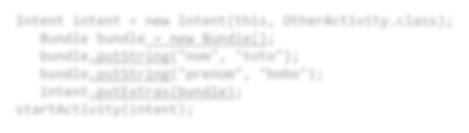 Intent intent = new Intent(this, OtherActivity.class);
Bundle bundle = new Bundle();
bundle.putString("nom", "toto");
bundle.putString("prenom", "bobo");
intent.putExtras(bundle);
startActivity(intent);